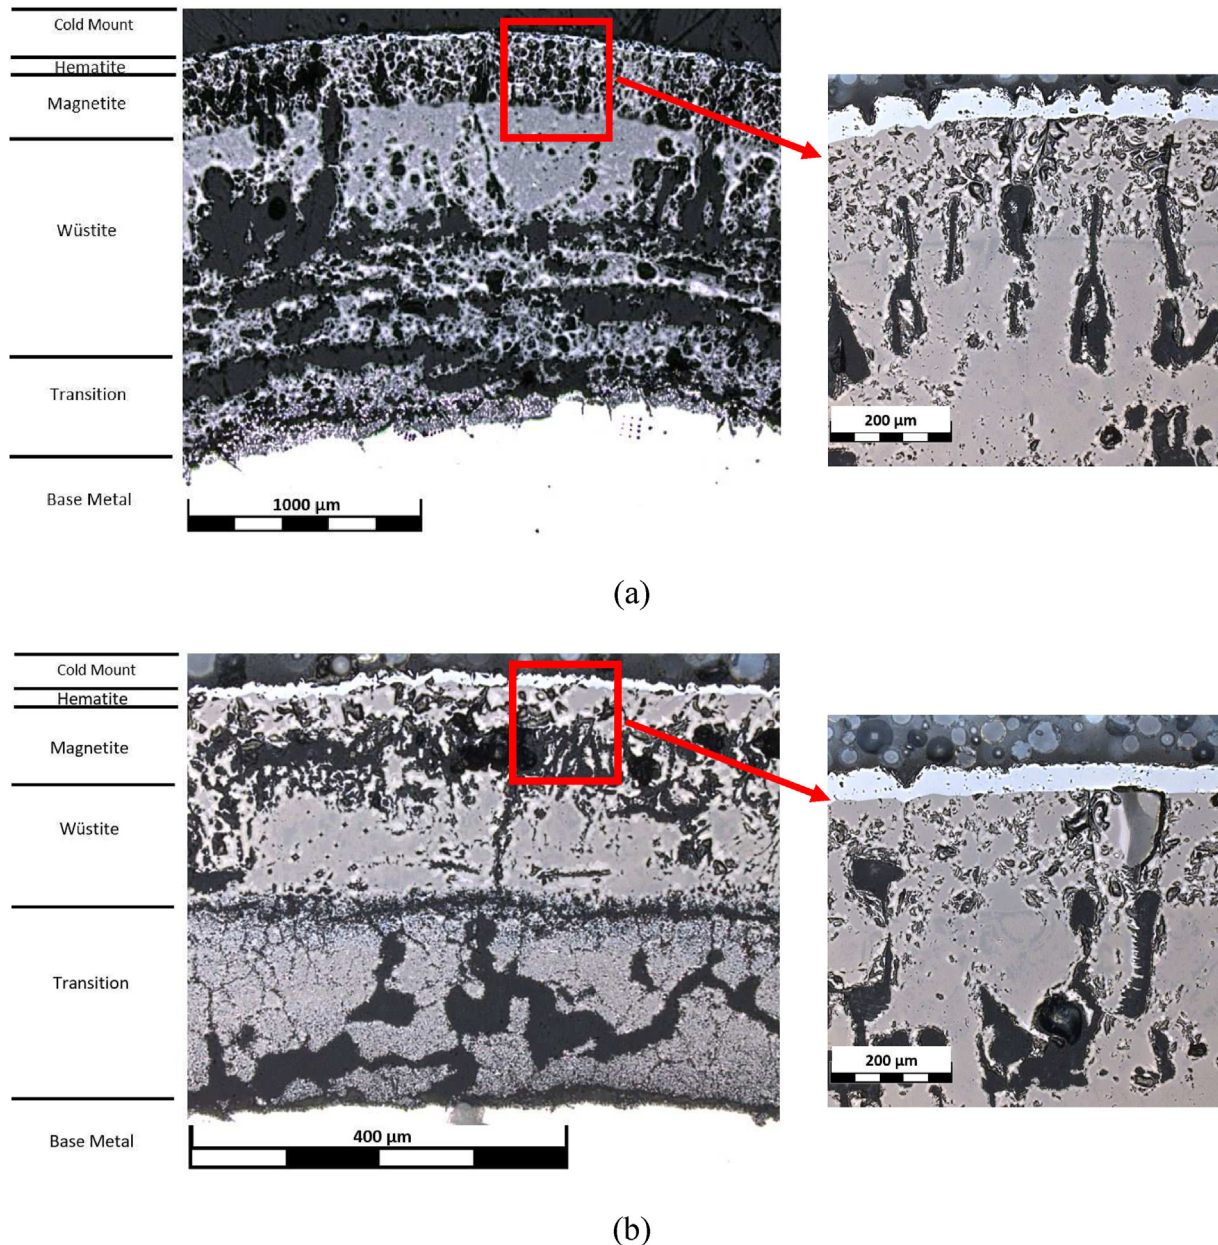 Cold Mount
Hematite
Magnetite
Wüstite
Transition
Base Metal
1000 µm
200 µm
(a)
Cold Mount
Hematite
Magnetite
Wüstite
Transition
Base Metal
400 µm
200 µm
(b)